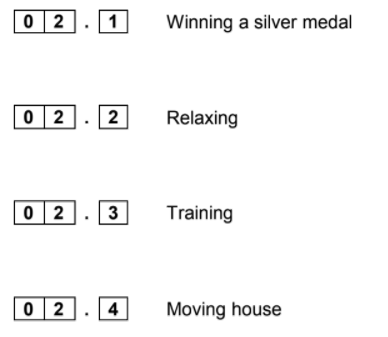 0 2 . 1 Winning a silver medal
0 2 . 2 Relaxing
0 2 . 3 Training
0 2 . 4 Moving house